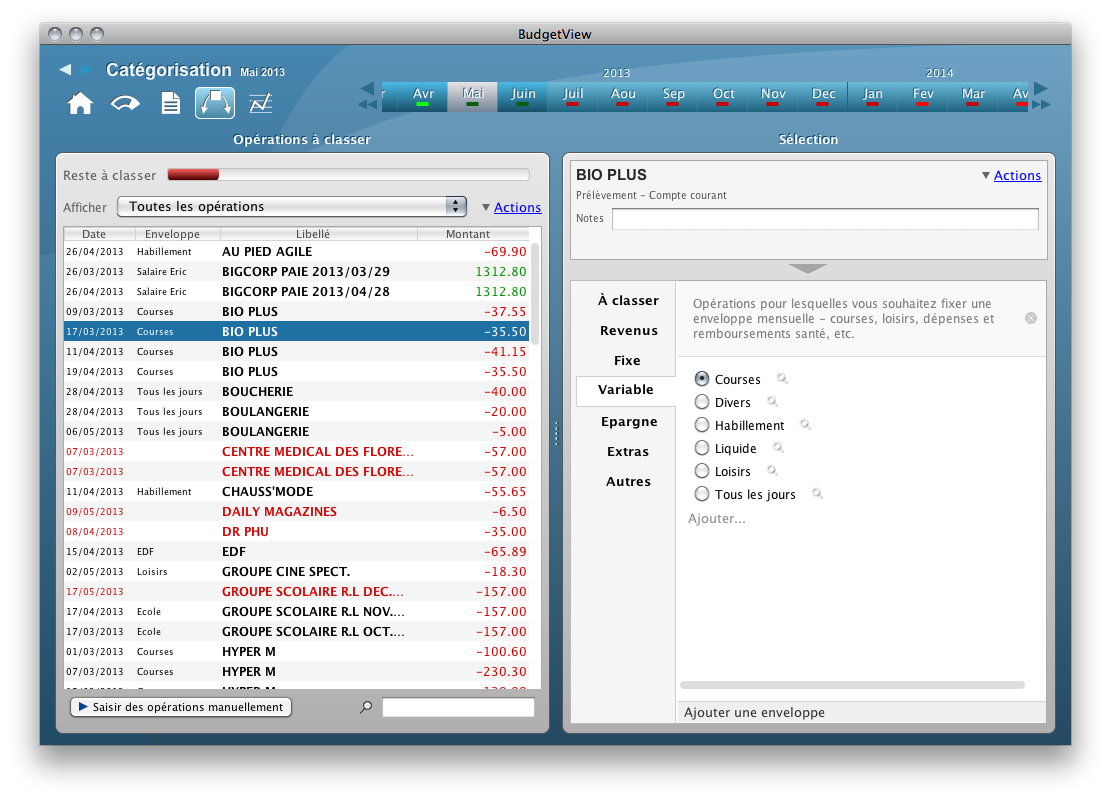 BudgetView
Catégorisation Mai 2013
2013 2014
Avr Mai Juin Juil Aou Sep Oct Nov Dec Jan Fev Mar Av
Opérations à classer
Reste à classer
Afficher Toutes les opérations Actions
Date Enveloppe Libellé Montant
26/04/2013 Habillement AU PIED AGILE -69.90
26/03/2013 Salaire Eric BIGCORP PAIE 2013/03/29 1312.80
26/04/2013 Salaire Eric BIGCORP PAIE 2013/04/28 1312.80
09/03/2013 Courses BIO PLUS -37.55
17/03/2013 Courses BIO PLUS -35.50
11/04/2013 Courses BIO PLUS -41.15
19/04/2013 Courses BIO PLUS -35.50
28/04/2013 Tous les jours BOUCHERIE -40.00
28/04/2013 Tous les jours BOULANGERIE -20.00
06/05/2013 Tous les jours BOULANGERIE -5.00
07/03/2013 CENTRE MEDICAL DES FLORE... -57.00
07/03/2013 CENTRE MEDICAL DES FLORE... -57.00
11/04/2013 Habillement CHAUSS'MODE -55.65
09/05/2013 DAILY MAGAZINES -6.50
08/04/2013 DR PHU -35.00
15/04/2013 EDF EDF -65.89
02/05/2013 Loisirs GROUPE CINE SPECT. -18.30
17/05/2013 GROUPE SCOLAIRE R.L DEC.... -157.00
17/04/2013 Ecole GROUPE SCOLAIRE R.L NOV.... -157.00
17/03/2013 Ecole GROUPE SCOLAIRE R.L OCT.... -157.00
01/03/2013 Courses HYPER M -100.60
07/03/2013 Courses HYPER M -230.30
Saisir des opérations manuellement
Sélection
BIO PLUS Actions
Prélèvement - Compte courant
Notes
À classer
Revenus
Fixe
Variable
Epargne
Extras
Autres
Opérations pour lesquelles vous souhaitez fixer une
enveloppe mensuelle - courses, loisirs, dépenses et
remboursements santé, etc.
Courses
Divers
Habillement
Liquide
Loisirs
Tous les jours
Ajouter...
Ajouter une enveloppe